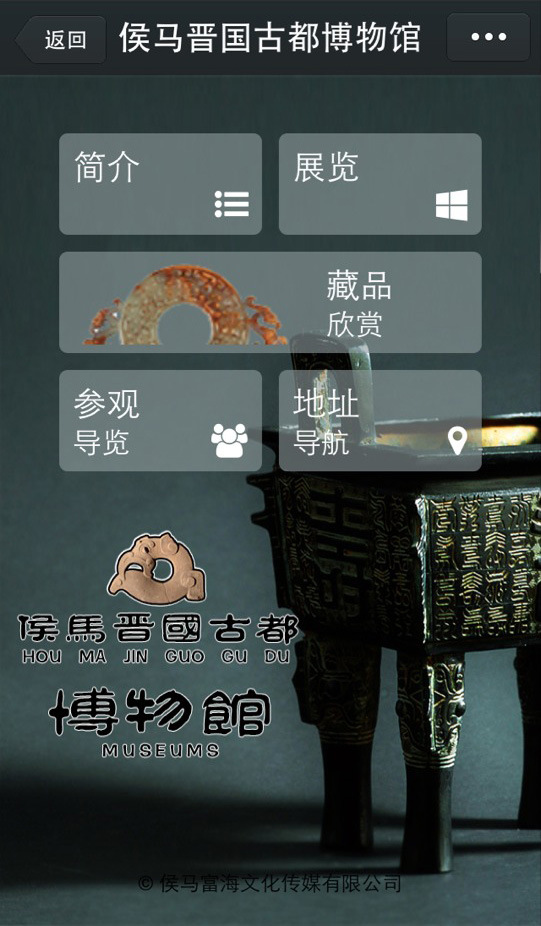 返回
侯马晋国古都博物馆
简介
展览
藏品
欣赏
参观
导览
地址
导航
侯馬晋國古都
HOU MA JIN GUO GU DU
博物館
MUSEUMS
© 侯马富海文化传媒有限公司